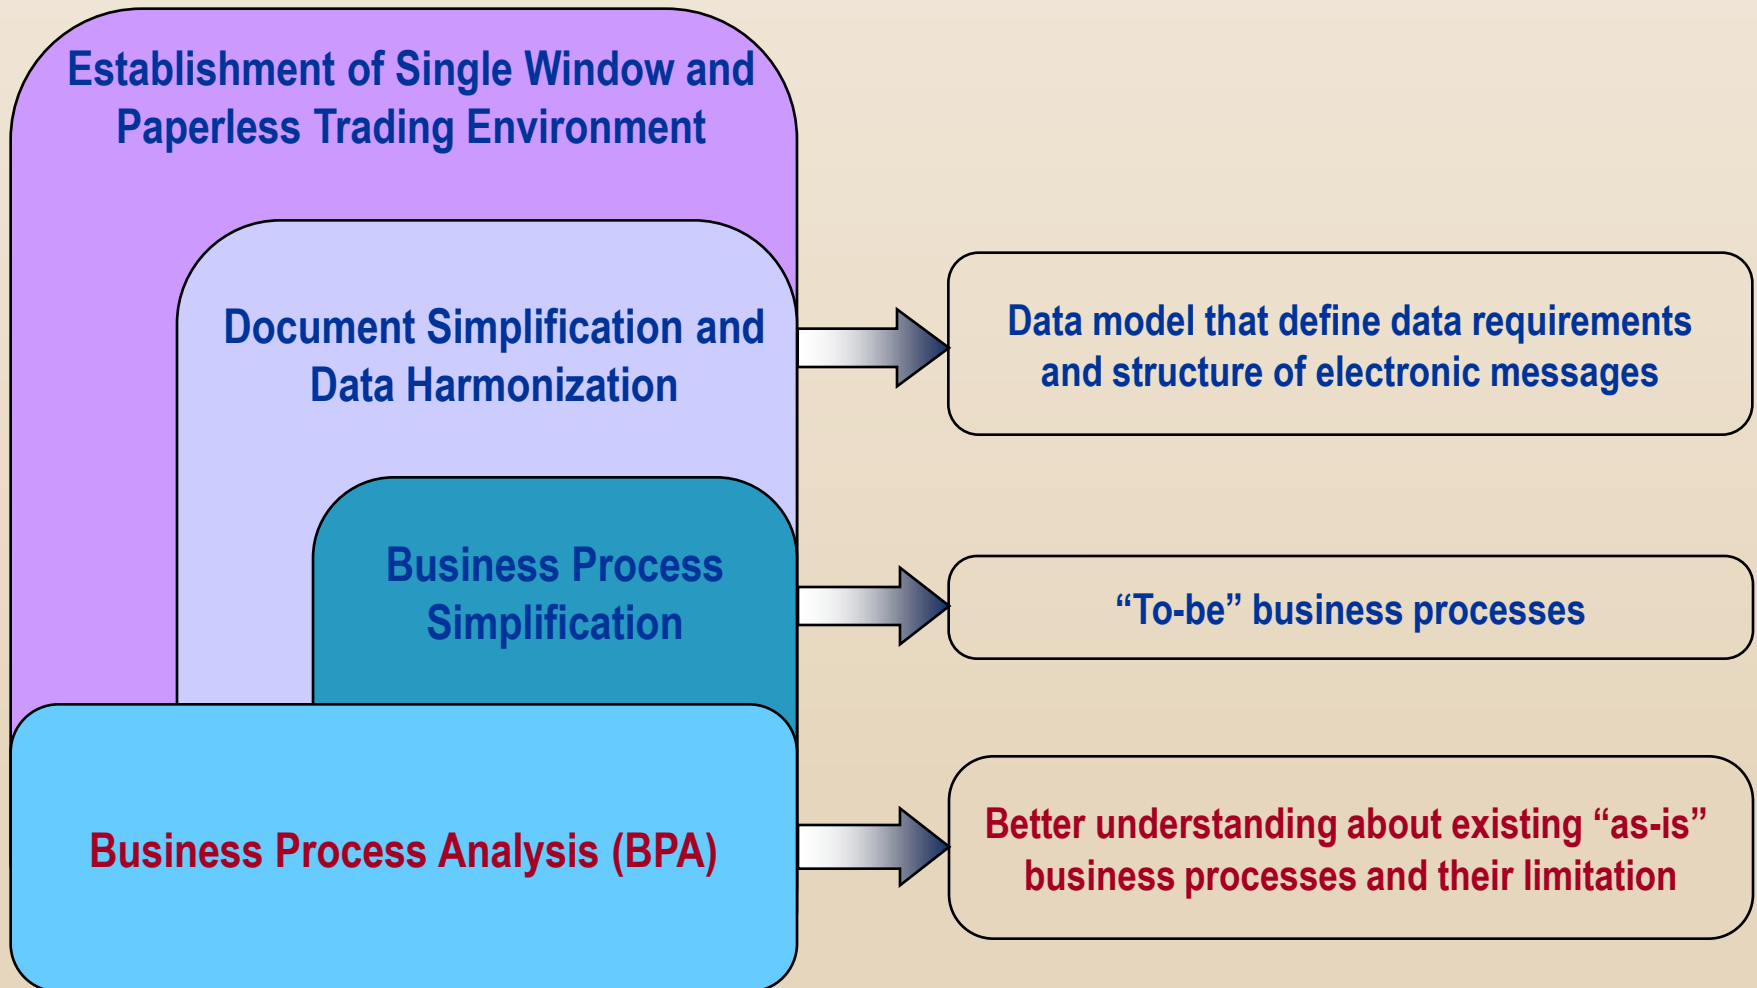 Establishment of Single Window and
Paperless Trading Environment
Document Simplification and
Data Harmonization
Data model that define data requirements
and structure of electronic messages
Business Process
Simplification
“To-be” business processes
Business Process Analysis (BPA)
Better understanding about existing “as-is”
business processes and their limitation